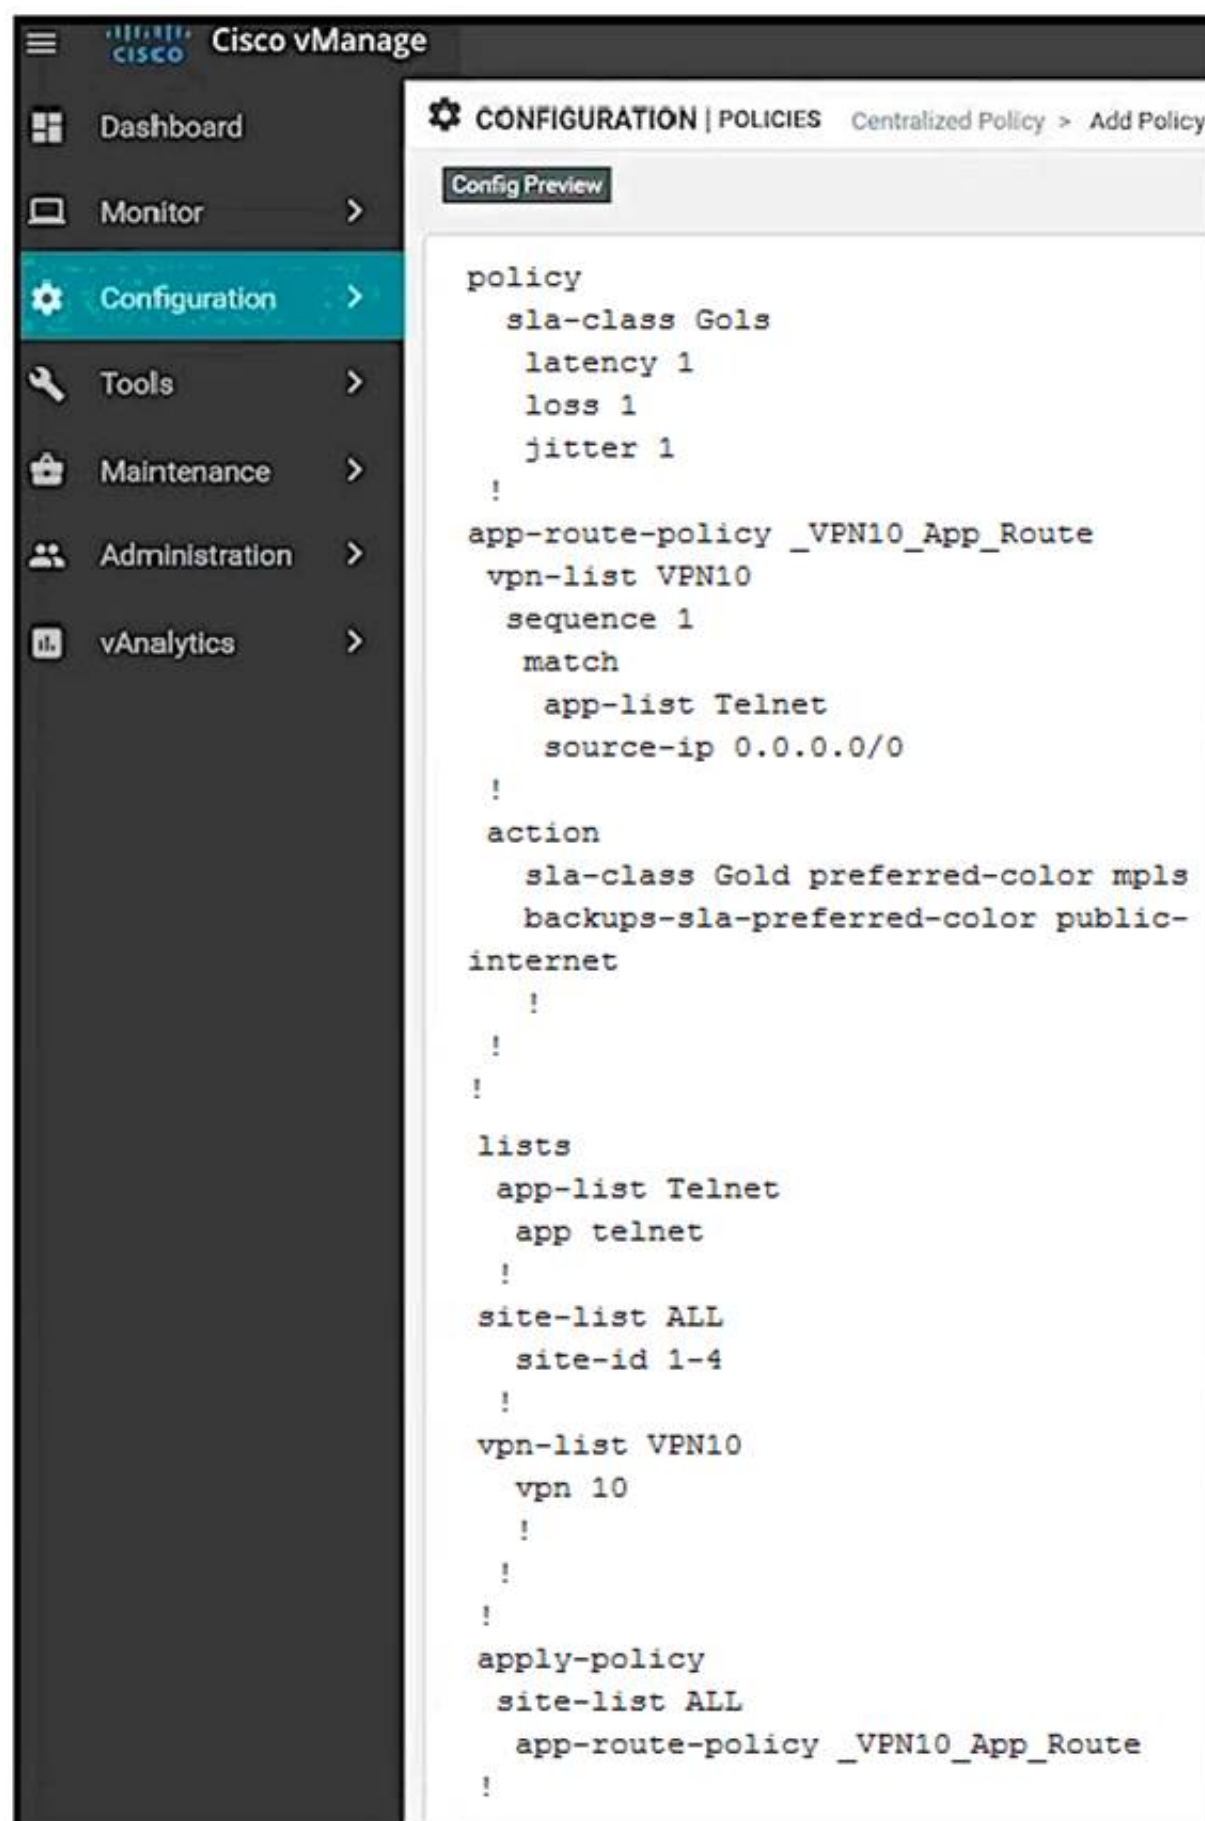 CISCO Cisco vManage
Dashboard
Monitor
Configuration
Tools
Maintenance
Administration
vAnalytics
CONFIGURATION | POLICIES Centralized Policy > Add Policy
Config Preview
policy
sla-class Gols
latency 1
loss 1
jitter 1
!
app-route-policy _VPN10_App_Route
vpn-list VPN10
sequence 1
match
app-list Telnet
source-ip 0.0.0.0/0
!
action
sla-class Gold preferred-color mpls
backups-sla-preferred-color public-
internet
!
!
!
lists
app-list Telnet
app telnet
!
site-list ALL
site-id 1-4
!
vpn-list VPN10
vpn 10
!
!
!
apply-policy
site-list ALL
app-route-policy _VPN10_App_Route
!